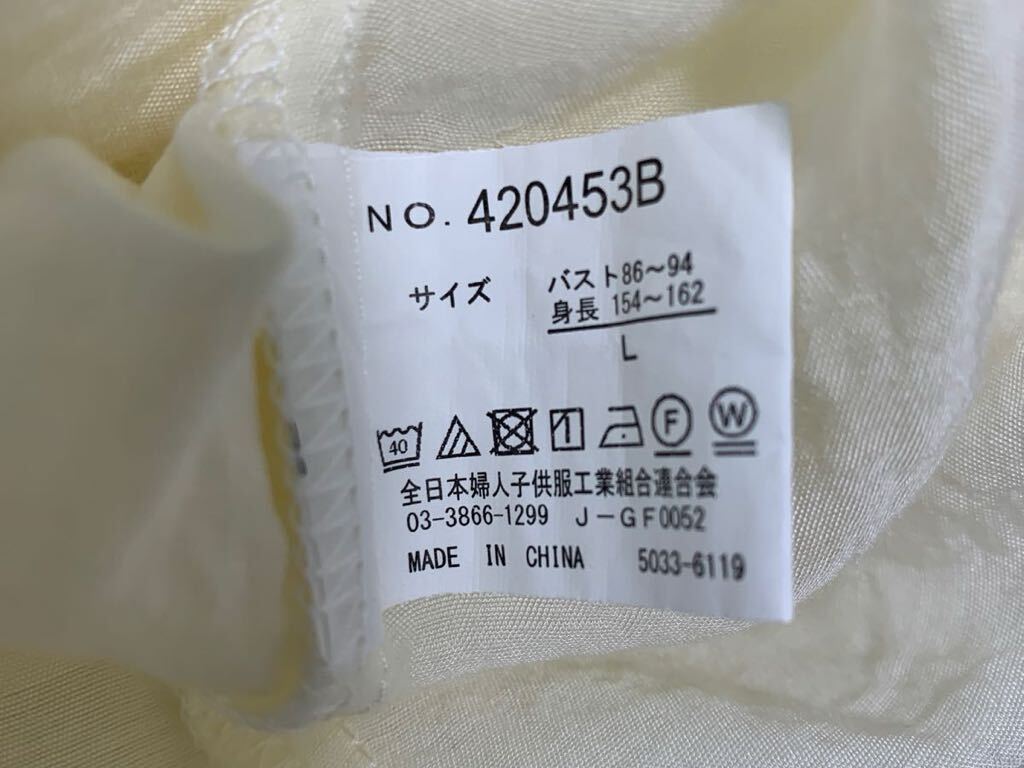 NO. 420453B
サイズ
バスト86～94
身長 154～162
L
40
F
W
全日本婦人子供服工業組合連合会
03-3866-1299 J-GF0052
MADE IN CHINA 5033-6119